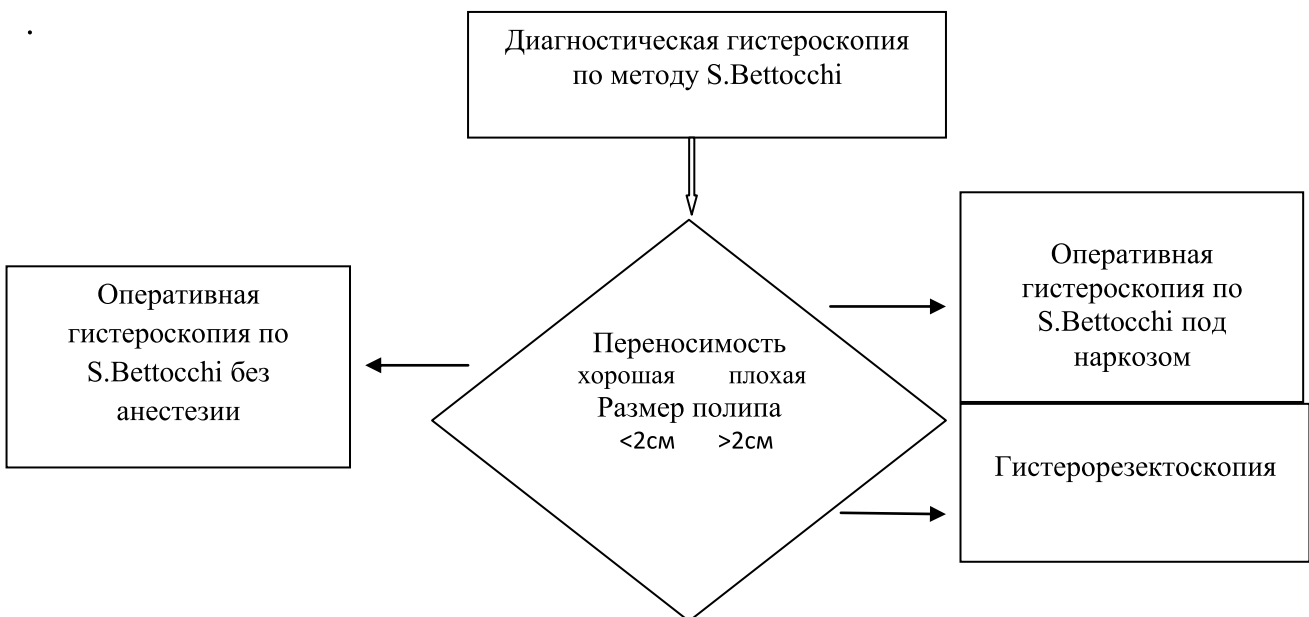 .
Диагностическая гистероскопия
по методу S.Bettocchi
Оперативная
гистероскопия по
S.Bettocchi без
анестезии
Переносимость
хорошая плохая
Размер полипа
<2см >2см
Оперативная
гистероскопия по
S.Bettocchi под
наркозом
Гистерорезектоскопия